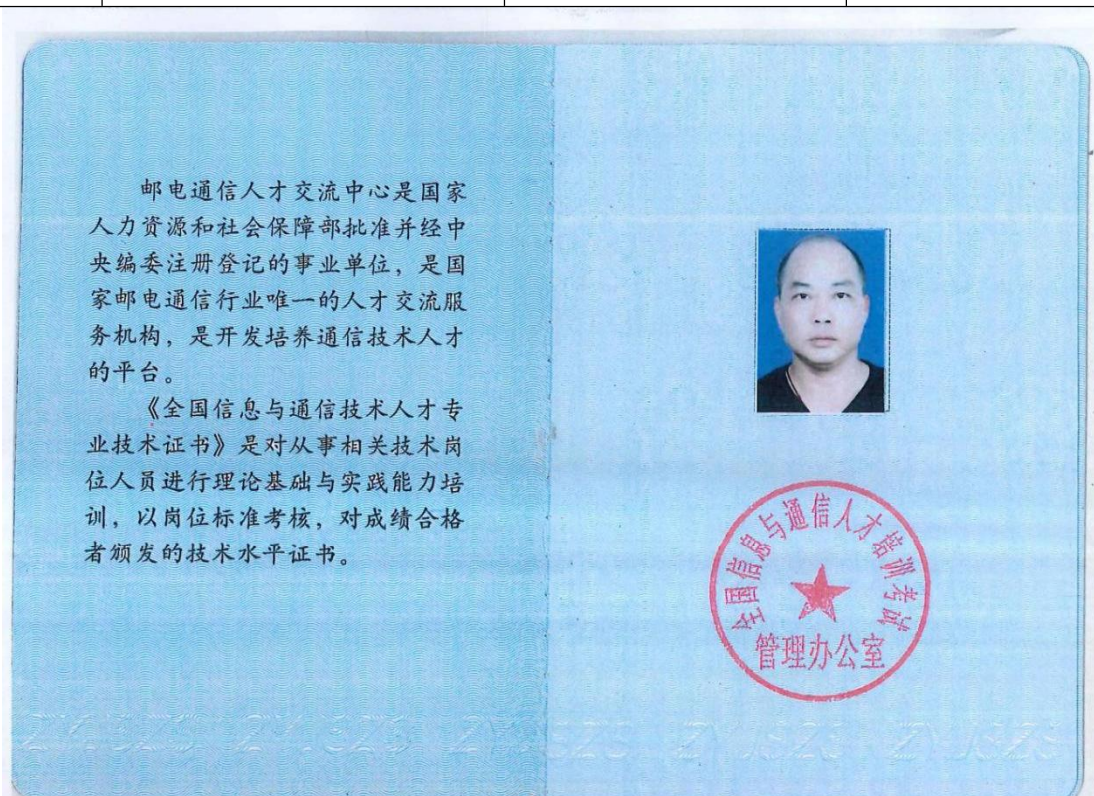 邮电通信人才交流中心是国家
人力资源和社会保障部批准并经中
央编委注册登记的事业单位，是国
家邮电通信行业唯一的人才交流服
务机构，是开发培养通信技术人才
的平台。
《全国信息与通信技术人才专
业技术证书》是对从事相关技术岗
位人员进行理论基础与实践能力培
训，以岗位标准考核，对成绩合格
者颁发的技术水平证书。
全国信息与通信人才培训考试
管理办公室
ZYJSZS ZYJSZS ZYJSZS ZYJSZS ZYJSZS